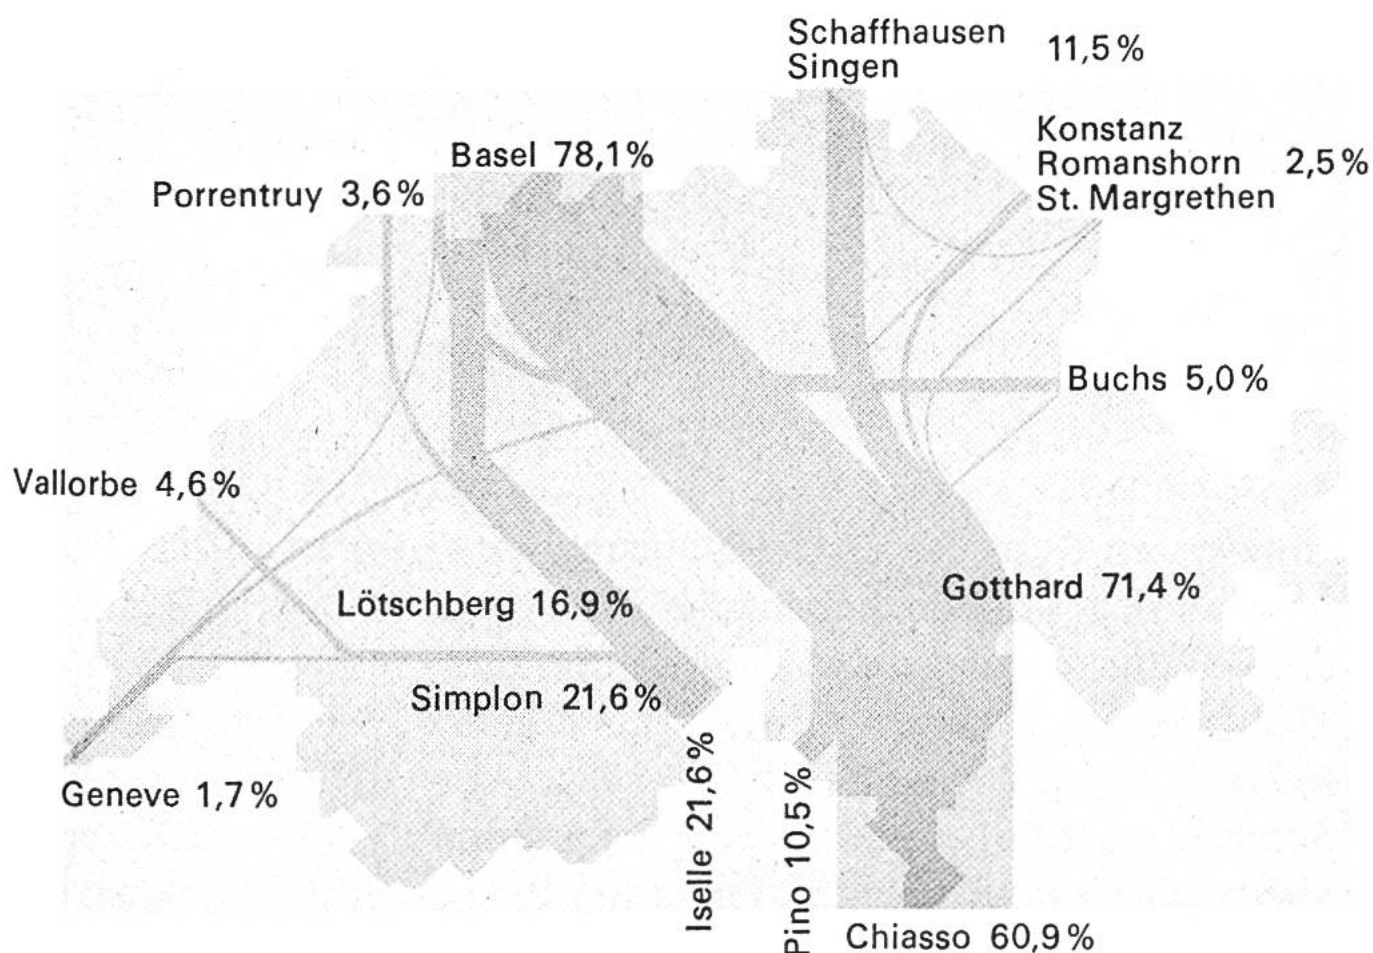 Schaffhausen
Singen 11,5%
Konstanz
Romanshorn 2,5%
St. Margrethen
Basel 78,1%
Porrentruy 3,6%
Buchs 5,0%
Vallorbe 4,6%
Gotthard 71,4%
Lötschberg 16,9%
Simplon 21,6%
Geneve 1,7%
Iselle 21,6%
Pino 10,5%
Chiasso 60,9%